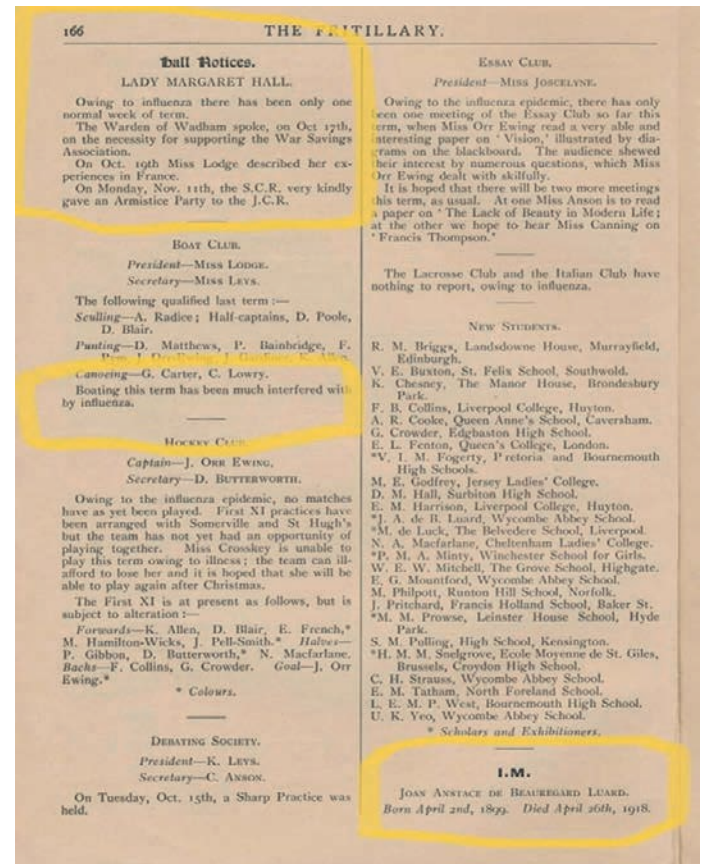 166
THE FRITILLARY.
Hall Notices.
LADY MARGARET HALL.
Owing to influenza there has been only one
normal week of term.
The Warden of Wadham spoke, on Oct 17th,
on the necessity for supporting the War Savings
Association.
On Oct. 19th Miss Lodge described her ex-
periences in France.
On Monday, Nov. 11th, the S.C.R. very kindly
gave an Armistice Party to the J.C.R.
BOAT CLUB.
President—MISS LODGE.
Secretary—MISS LEYS.
The following qualified last term :—
Sculling—A. Radice; Half-captains, D. Poole,
D. Blair.
Punting—D. Matthews, P. Bainbridge, F.
J. Orr-Ewing, J. Gardner, K. Allen.
Canoeing—G. Carter, C. Lowry.
Boating this term has been much interfered with
by influenza.
HOCKEY CLUB.
Captain—J. ORR EWING.
Secretary—D. BUTTERWORTH.
Owing to the influenza epidemic, no matches
have as yet been played. First XI practices have
been arranged with Somerville and St Hugh's
but the team has not yet had an opportunity of
playing together. Miss Crosskey is unable to
play this term owing to illness; the team can ill-
afford to lose her and it is hoped that she will be
able to play again after Christmas.
The First XI is at present as follows, but is
subject to alteration :—
Forwards—K. Allen, D. Blair, E. French,*
M. Hamilton-Wicks, J. Pell-Smith.* Halves—
P. Gibbon, D. Butterworth,* N. Macfarlane.
Backs—F. Collins, G. Crowder. Goal—J. Orr
Ewing.*
* Colours.
DEBATING SOCIETY.
President—K. LEYS.
Secretary—C. ANSON.
On Tuesday, Oct. 15th, a Sharp Practice was
held.
ESSAY CLUB.
President—MISS JOSCELYNE.
Owing to the influenza epidemic, there has only
been one meeting of the Essay Club so far this
term, when Miss Orr Ewing read a very able and
interesting paper on ' Vision,' illustrated by dia-
grams on the blackboard. The audience shewed
their interest by numerous questions, which Miss
Orr Ewing dealt with skilfully.
It is hoped that there will be two more meetings
this term, as usual. At one Miss Anson is to read
a paper on ' The Lack of Beauty in Modern Life;
at the other we hope to hear Miss Canning on
' Francis Thompson.'
The Lacrosse Club and the Italian Club have
nothing to report, owing to influenza.
NEW STUDENTS.
R. M. Briggs, Landsdowne House, Murrayfield,
Edinburgh.
V. E. Buxton, St. Felix School, Southwold.
K. Chesney, The Manor House, Brondesbury
Park.
F. B. Collins, Liverpool College, Huyton.
A. R. Cooke, Queen Anne's School, Caversham.
G. Crowder, Edgbaston High School.
E. L. Fenton, Queen's College, London.
*V. I. M. Fogerty, Pretoria and Bournemouth
High Schools.
M. E. Godfrey, Jersey Ladies' College.
D. M. Hall, Surbiton High School.
E. M. Harrison, Liverpool College, Huyton.
*J. A. de B. Luard, Wycombe Abbey School.
*M. de Luck, The Belvedere School, Liverpool.
N. A. Macfarlane, Cheltenham Ladies' College.
*P. M. A. Minty, Winchester School for Girls.
W. E. W. Mitchell, The Grove School, Highgate.
E. G. Mountford, Wycombe Abbey School.
M. Philpott, Runton Hill School, Norfolk.
J. Pritchard, Francis Holland School, Baker St.
*M. M. Prowse, Leinster House School, Hyde
Park.
S. M. Pulling, High School, Kensington.
*H. M. M. Snelgrove, Ecole Moyenne de St. Giles,
Brussels, Croydon High School.
C. H. Strauss, Wycombe Abbey School.
E. M. Tatham, North Foreland School.
L. E. M. P. West, Bournemouth High School.
U. K. Yeo, Wycombe Abbey School.
* Scholars and Exhibitioners.
I.M.
JOAN ANSTACE DE BEAUREGARD LUARD.
Born April 2nd, 1899. Died April 26th, 1918.